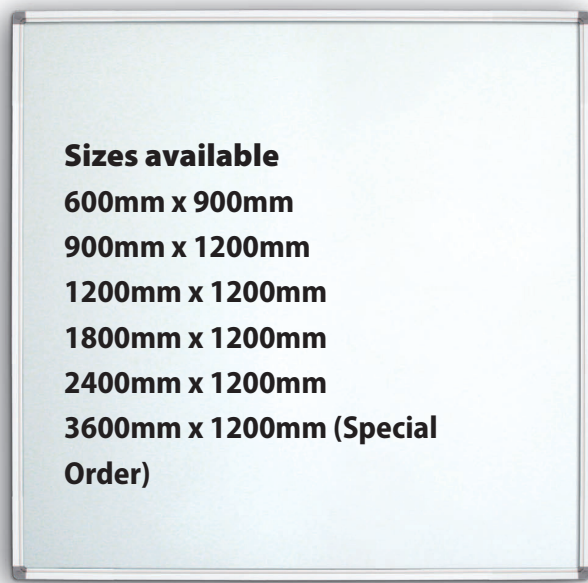 Sizes available
600mm x 900mm
900mm x 1200mm
1200mm x 1200mm
1800mm x 1200mm
2400mm x 1200mm
3600mm x 1200mm (Special
Order)